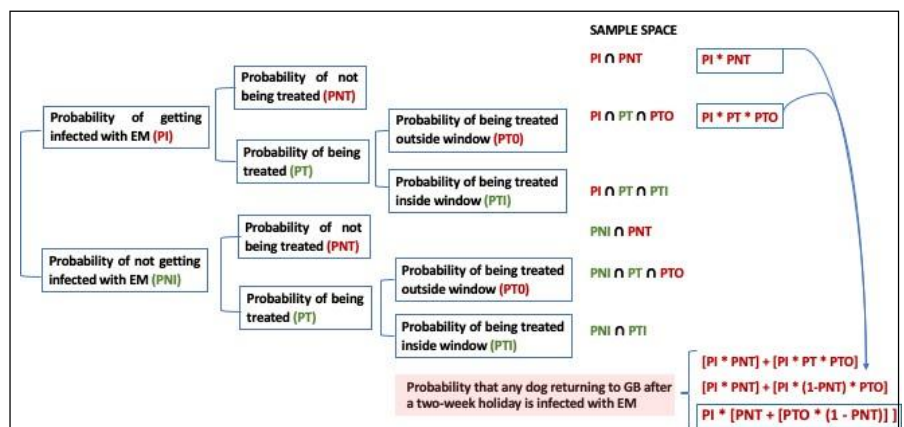 SAMPLE SPACE
PI ∩ PNT
PI * PNT
Probability of not
being treated (PNT)
Probability of getting
infected with EM (PI)
Probability of being treated
outside window (PT0)
PI ∩ PT ∩ PTO
PI * PT * PTO
Probability of being
treated (PT)
Probability of being treated
inside window (PTI)
PI ∩ PT ∩ PTI
Probability of not
being treated (PNT)
PNI ∩ PNT
Probability of not getting
infected with EM (PNI)
Probability of being treated
outside window (PT0)
PNI ∩ PT ∩ PTO
Probability of being
treated (PT)
Probability of being treated
inside window (PTI)
PNI ∩ PTI
Probability that any dog returning to GB after
a two-week holiday is infected with EM
[PI * PNT] + [PI * PT * PTO]
[PI * PNT] + [PI * (1-PNT) * PTO]
PI * [PNT + [PTO * (1 - PNT)] ]